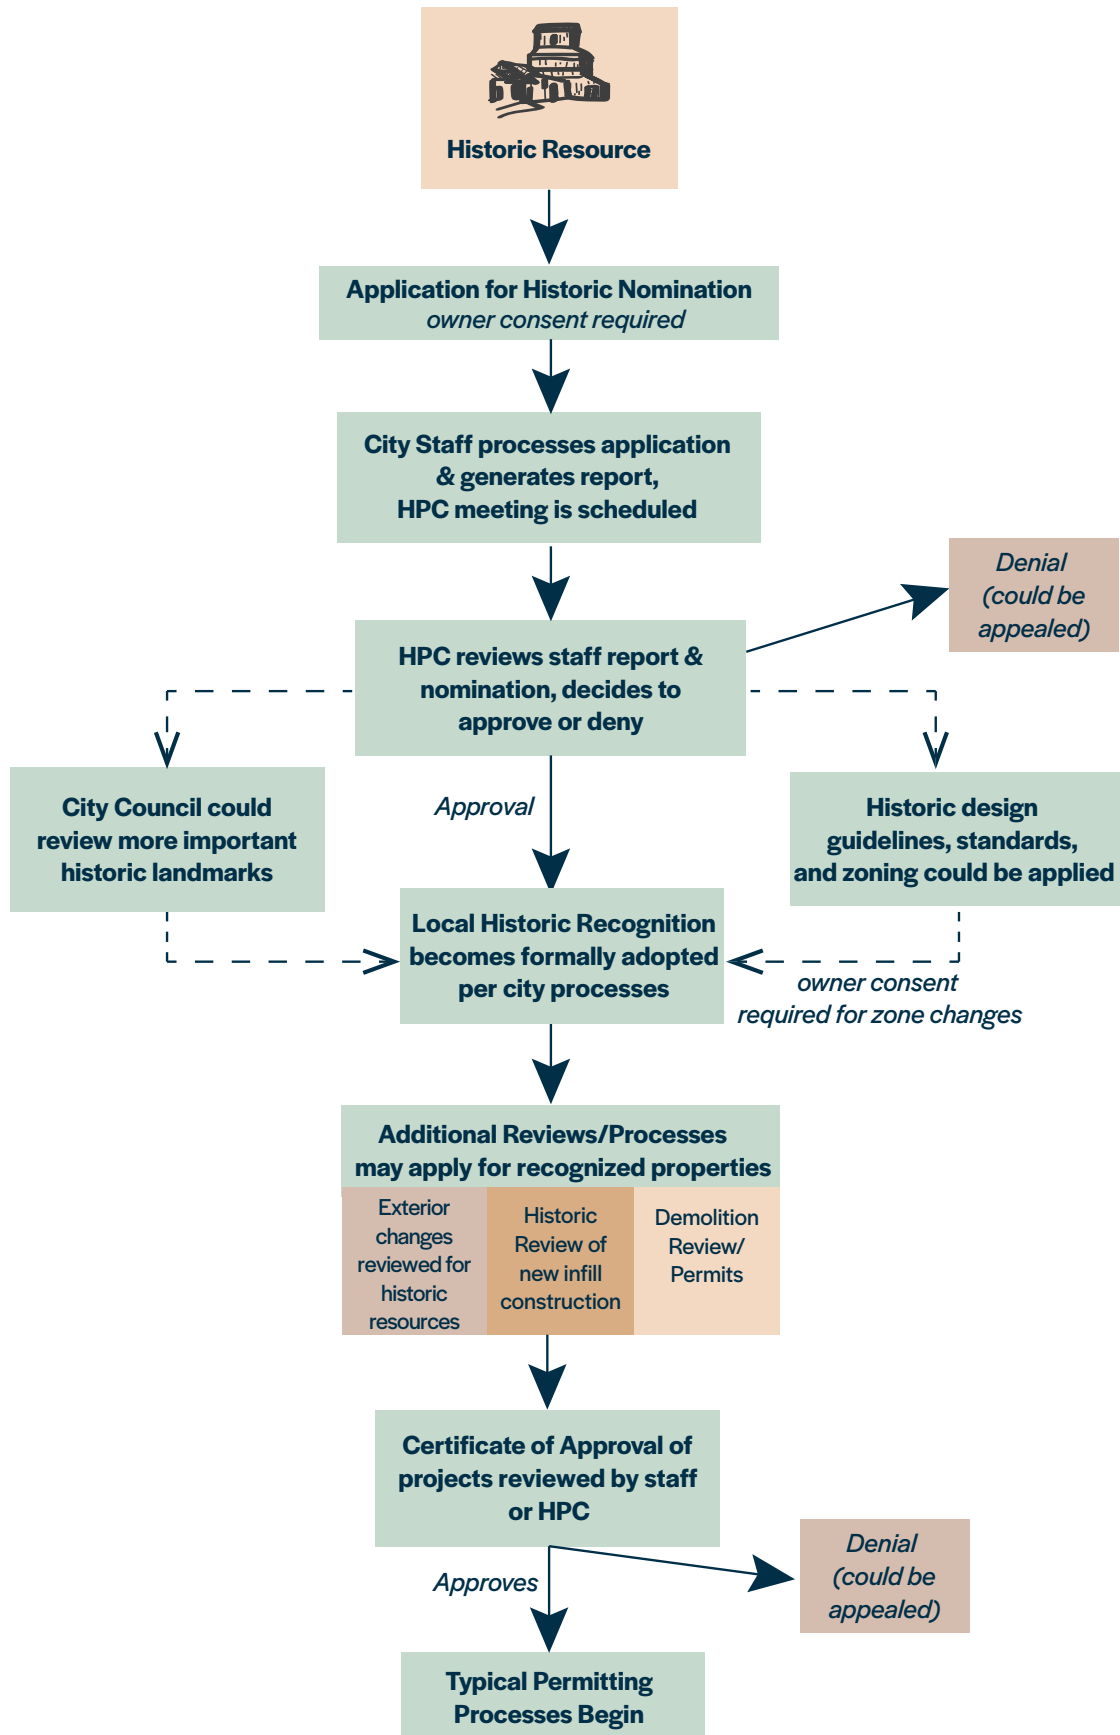 Historic Resource
Application for Historic Nomination
owner consent required
City Staff processes application
& generates report,
HPC meeting is scheduled
Denial
(could be
appealed)
HPC reviews staff report &
nomination, decides to
approve or deny
City Council could
review more important
historic landmarks
Approval
Historic design
guidelines, standards,
and zoning could be applied
Local Historic Recognition
becomes formally adopted
per city processes
owner consent
required for zone changes
Additional Reviews/Processes
may apply for recognized properties
Exterior
changes
reviewed for
historic
resources
Historic
Review of
new infill
construction
Demolition
Review/
Permits
Certificate of Approval of
projects reviewed by staff
or HPC
Denial
(could be
appealed)
Approves
Typical Permitting
Processes Begin